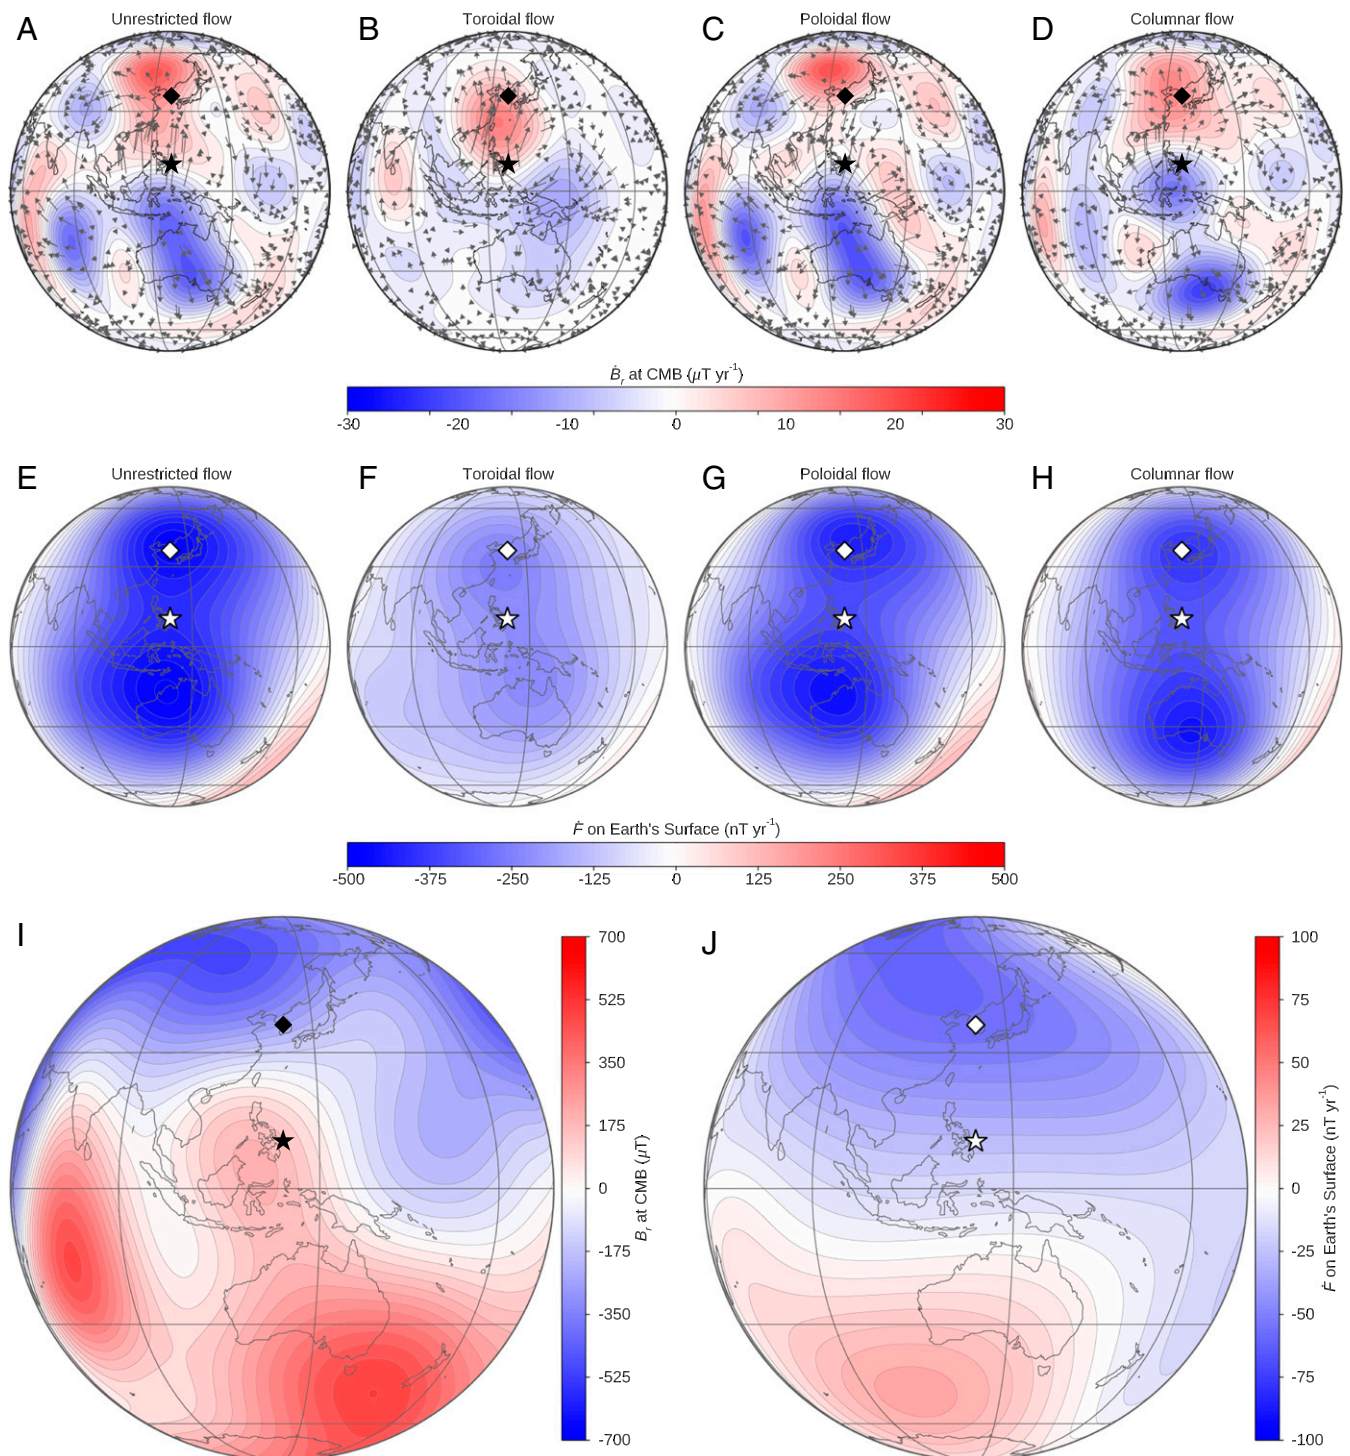 A Unrestricted flow B Toroidal flow C Poloidal flow D Columnar flow
Ḃr at CMB (μT yr-1)
-30 -20 -10 0 10 20 30
E Unrestricted flow F Toroidal flow G Poloidal flow H Columnar flow
Ḟ on Earth's Surface (nT yr-1)
-500 -375 -250 -125 0 125 250 375 500
I
700
525
350
175
0
-175
-350
-525
-700
Br at CMB (μT)
J
100
75
50
25
0
-25
-50
-75
-100
Ḟ on Earth's Surface (nT yr-1)